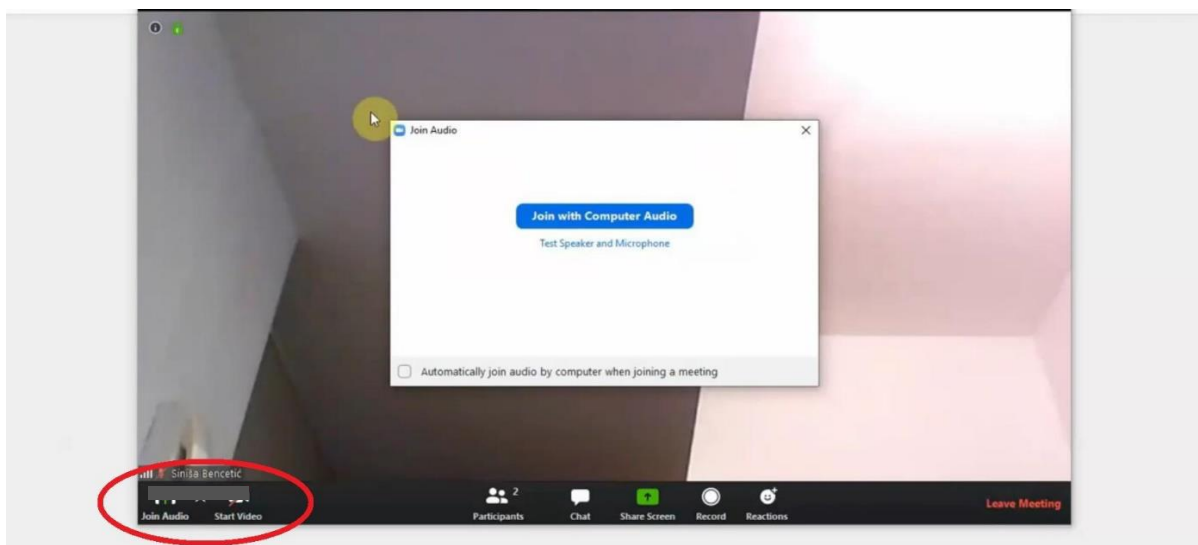 Join Audio
Join with Computer Audio
Test Speaker and Microphone
Automatically join audio by computer when joining a meeting
Siniša Bencetić
Join Audio
Start Video
Participants
2
Chat
Share Screen
Record
Reactions
Leave Meeting